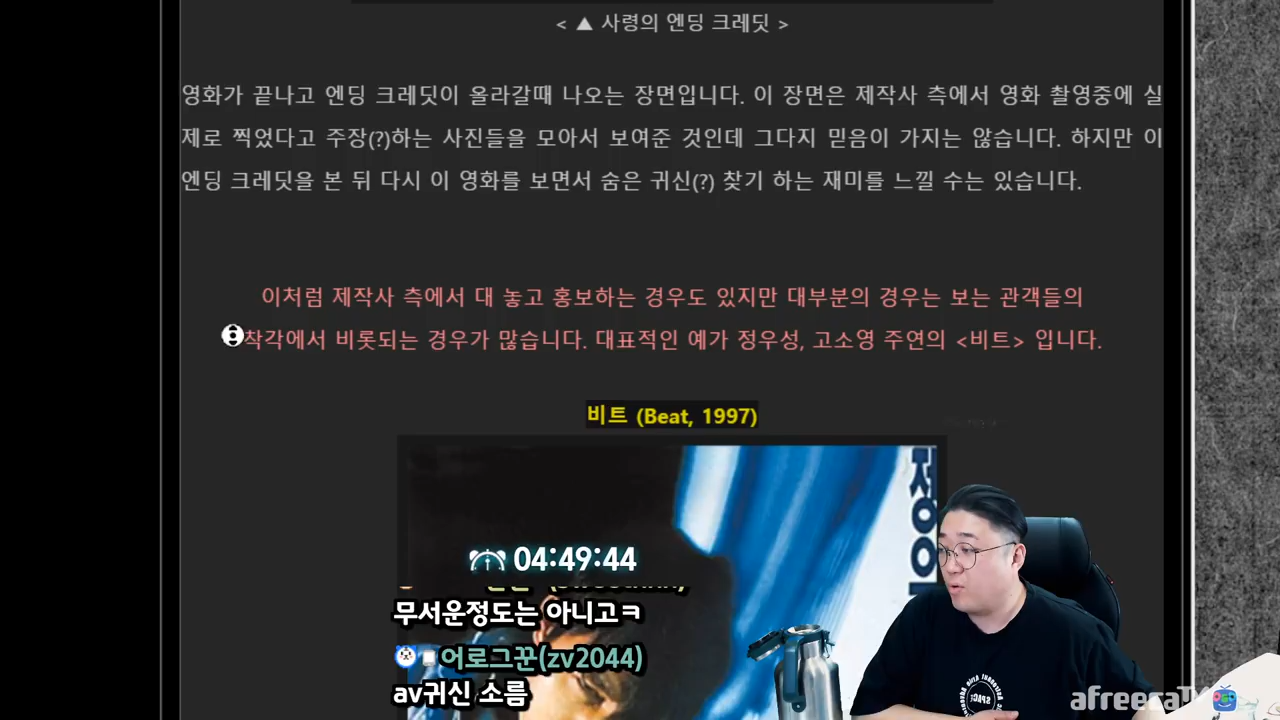 < ▲ 사령의 엔딩 크레딧 >
영화가 끝나고 엔딩 크레딧이 올라갈때 나오는 장면입니다. 이 장면은 제작사 측에서 영화 촬영중에 실
제로 찍었다고 주장(?)하는 사진들을 모아서 보여준 것인데 그다지 믿음이 가지는 않습니다. 하지만 이
엔딩 크레딧을 본 뒤 다시 이 영화를 보면서 숨은 귀신(?) 찾기 하는 재미를 느낄 수는 있습니다.
이처럼 제작사 측에서 대 놓고 홍보하는 경우도 있지만 대부분의 경우는 보는 관객들의
착각에서 비롯되는 경우가 많습니다. 대표적인 예가 정우성, 고소영 주연의 <비트> 입니다.
비트 (Beat, 1997)
04:49:44
무서운정도는 아니고ㅋ
어로그꾼(zv2044)
av귀신 소름
SPACE
afreecaTV